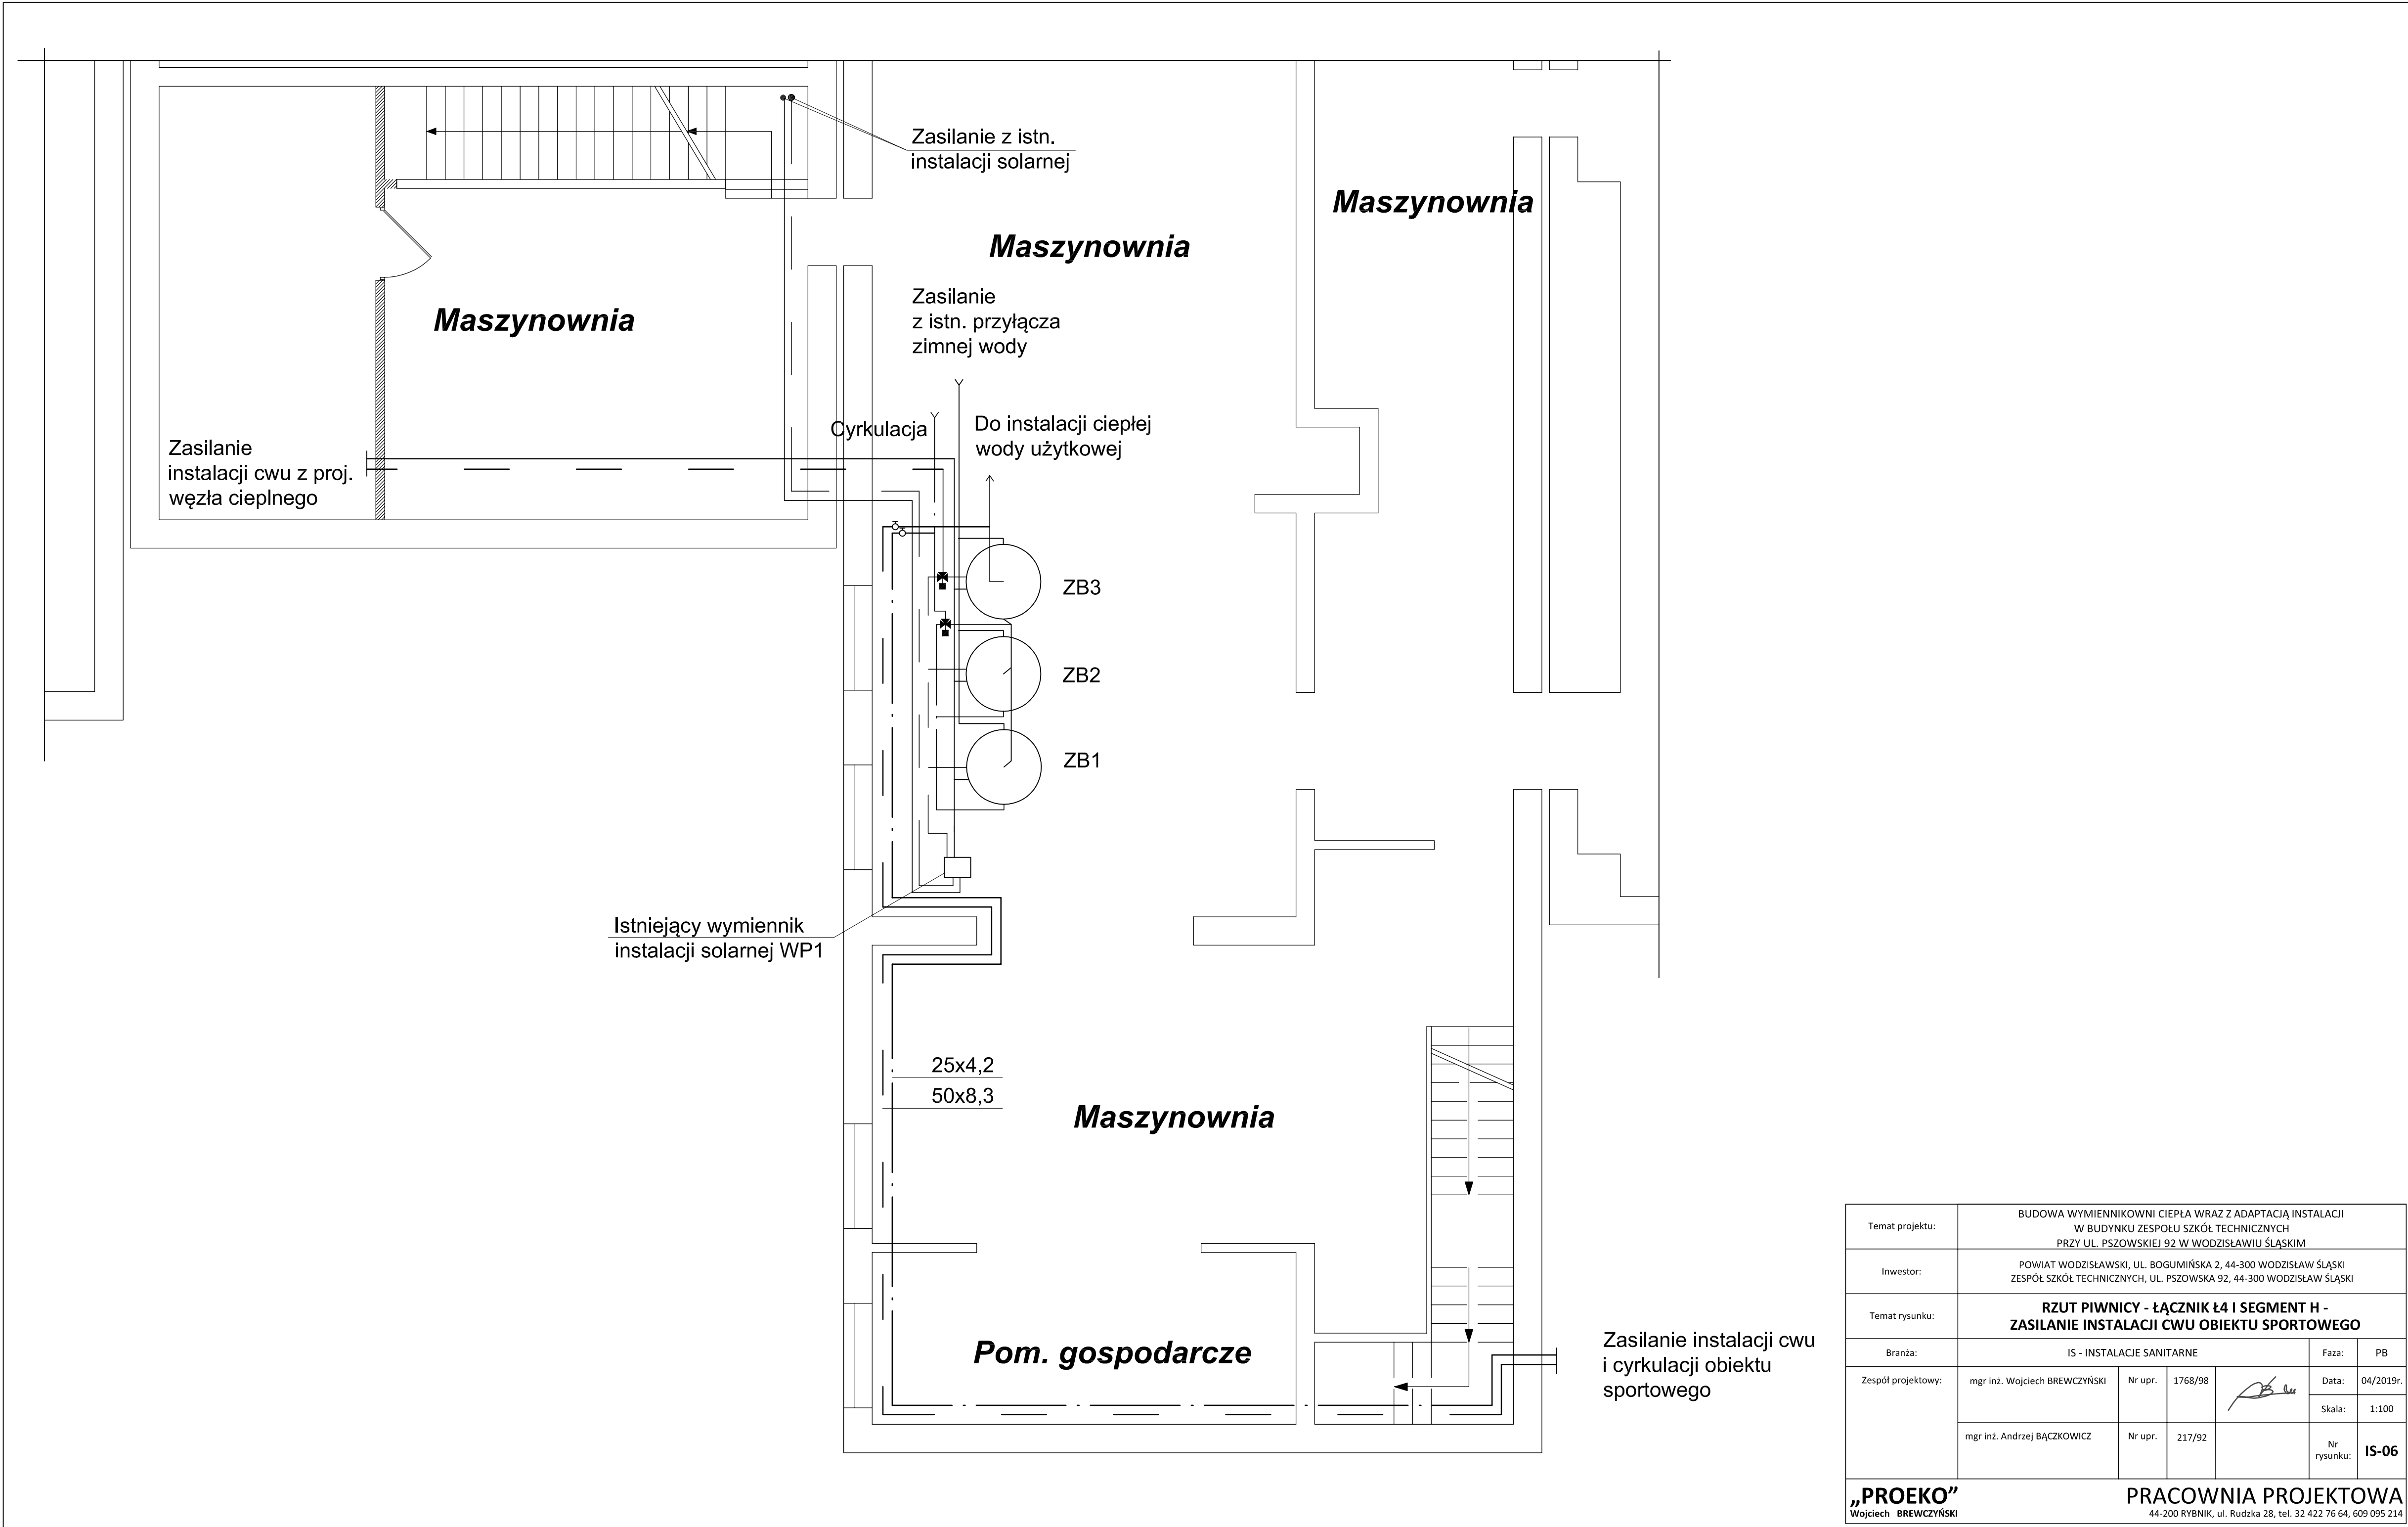 Zasilanie z istn.
instalacji solarnej
Maszynownia
Maszynownia
Maszynownia
Zasilanie
z istn. przyłącza
zimnej wody
Cyrkulacja
Do instalacji ciepłej
wody użytkowej
Zasilanie
instalacji cwu z proj.
węzła cieplnego
ZB3
ZB2
ZB1
Istniejący wymiennik
instalacji solarnej WP1
25x4,2
50x8,3
Maszynownia
Pom. gospodarcze
Zasilanie instalacji cwu
i cyrkulacji obiektu
sportowego
Temat projektu:
BUDOWA WYMIENNIKOWNI CIEPŁA WRAZ Z ADAPTACJĄ INSTALACJI
W BUDYNKU ZESPOŁU SZKÓŁ TECHNICZNYCH
PRZY UL. PSZOWSKIEJ 92 W WODZISŁAWIU ŚLĄSKIM
Inwestor:
POWIAT WODZISŁAWSKI, UL. BOGUMIŃSKA 2, 44-300 WODZISŁAW ŚLĄSKI
ZESPÓŁ SZKÓŁ TECHNICZNYCH, UL. PSZOWSKA 92, 44-300 WODZISŁAW ŚLĄSKI
Temat rysunku:
RZUT PIWNICY - ŁĄCZNIK Ł4 I SEGMENT H -
ZASILANIE INSTALACJI CWU OBIEKTU SPORTOWEGO
Branża: IS - INSTALACJE SANITARNE Faza: PB
Zespół projektowy: mgr inż. Wojciech BREWCZYŃSKI Nr upr. 1768/98 Data: 04/2019r.
Skala: 1:100
mgr inż. Andrzej BĄCZKOWICZ Nr upr. 217/92
Nr
rysunku: IS-06
„PROEKO” PRACOWNIA PROJEKTOWA
Wojciech BREWCZYŃSKI 44-200 RYBNIK, ul. Rudzka 28, tel. 32 422 76 64, 609 095 214